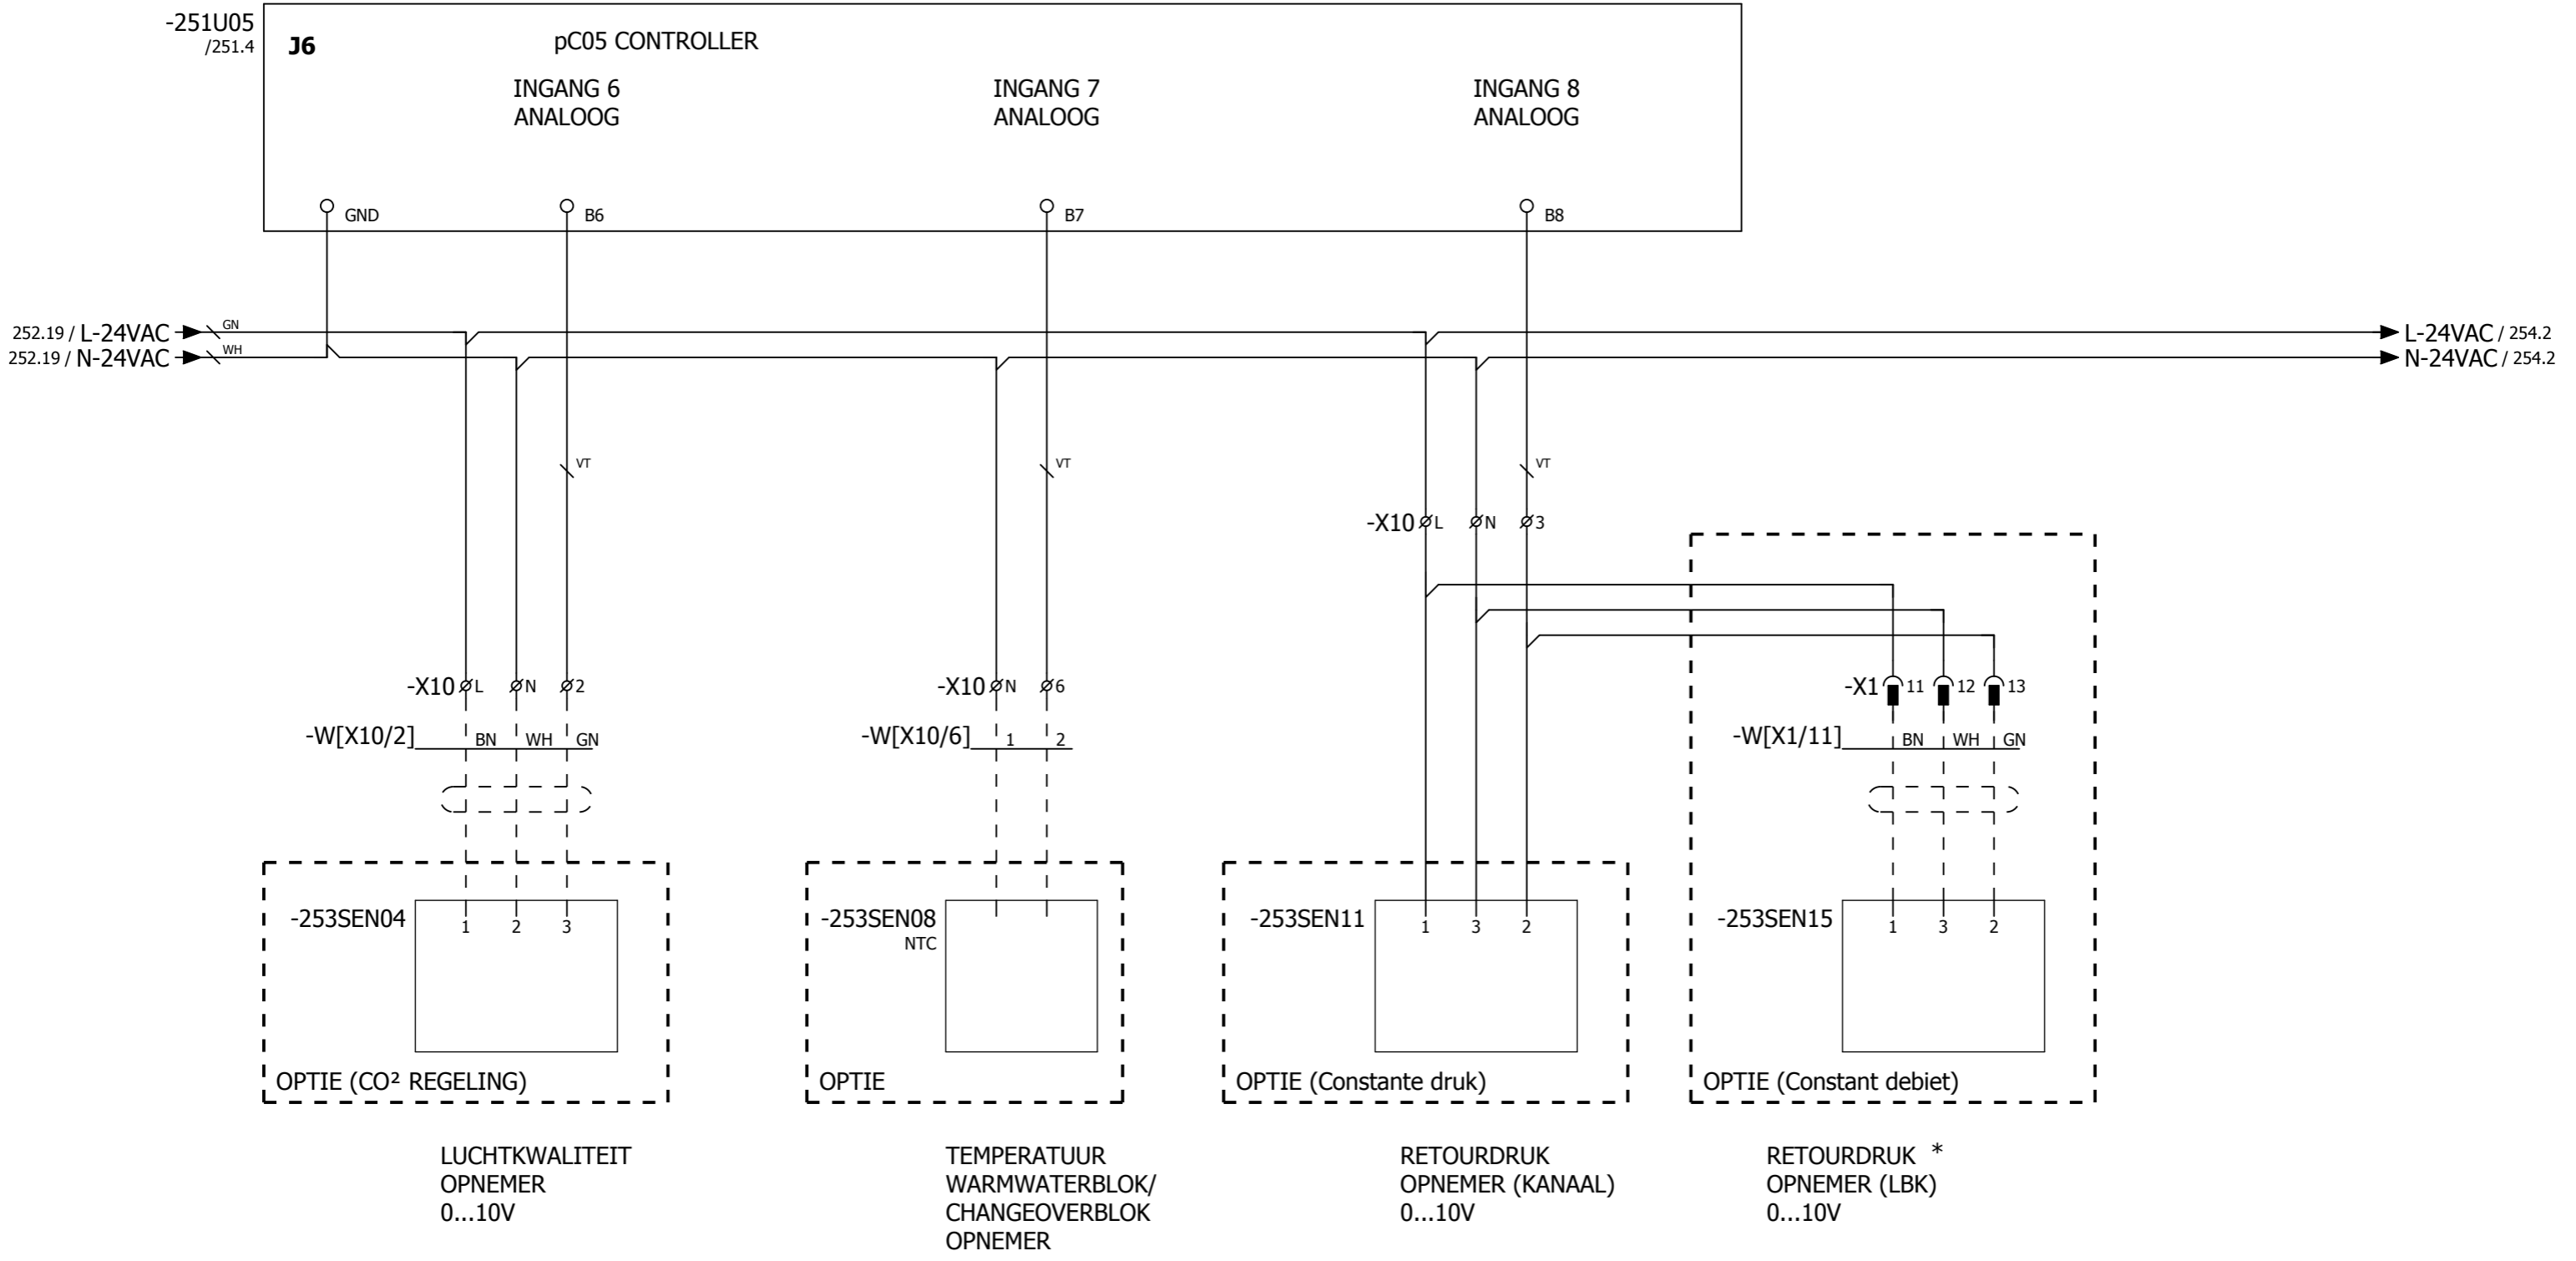 -251U05
/251.4
J6
pC05 CONTROLLER
INGANG 6
ANALOOG
INGANG 7
ANALOOG
INGANG 8
ANALOOG
GND
B6
B7
B8
252.19 / L-24VAC
GN
L-24VAC / 254.2
252.19 / N-24VAC
WH
N-24VAC / 254.2
VT
VT
VT
-X10 L N 3
-X10 L N 2
-X10 N 6
-X1 11 12 13
-W[X10/2] BN WH GN
-W[X10/6] 1 2
-W[X1/11] BN WH GN
-253SEN04
1 2 3
-253SEN08
NTC
-253SEN11
1 3 2
-253SEN15
1 3 2
OPTIE (CO² REGELING)
OPTIE
OPTIE (Constante druk)
OPTIE (Constant debiet)
LUCHTKWALITEIT
OPNEMER
0...10V
TEMPERATUUR
WARMWATERBLOK/
CHANGEOVERBLOK
OPNEMER
RETOURDRUK
OPNEMER (KANAAL)
0...10V
RETOURDRUK *
OPNEMER (LBK)
0...10V